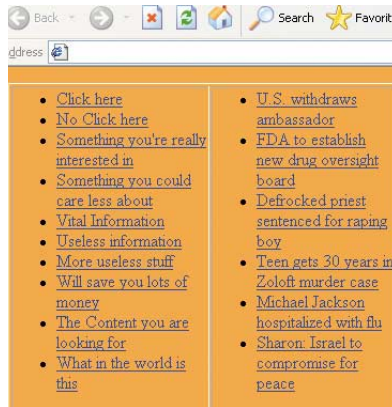 Back
Search
Favorit
ddress
Click here
No Click here
Something you're really
interested in
Something you could
care less about
Vital Information
Useless information
More useless stuff
Will save you lots of
money
The Content you are
looking for
What in the world is
this
U.S. withdraws
ambassador
FDA to establish
new drug oversight
board
Defrocked priest
sentenced for raping
boy
Teen gets 30 years in
Zoloft murder case
Michael Jackson
hospitalized with flu
Sharon: Israel to
compromise for
peace